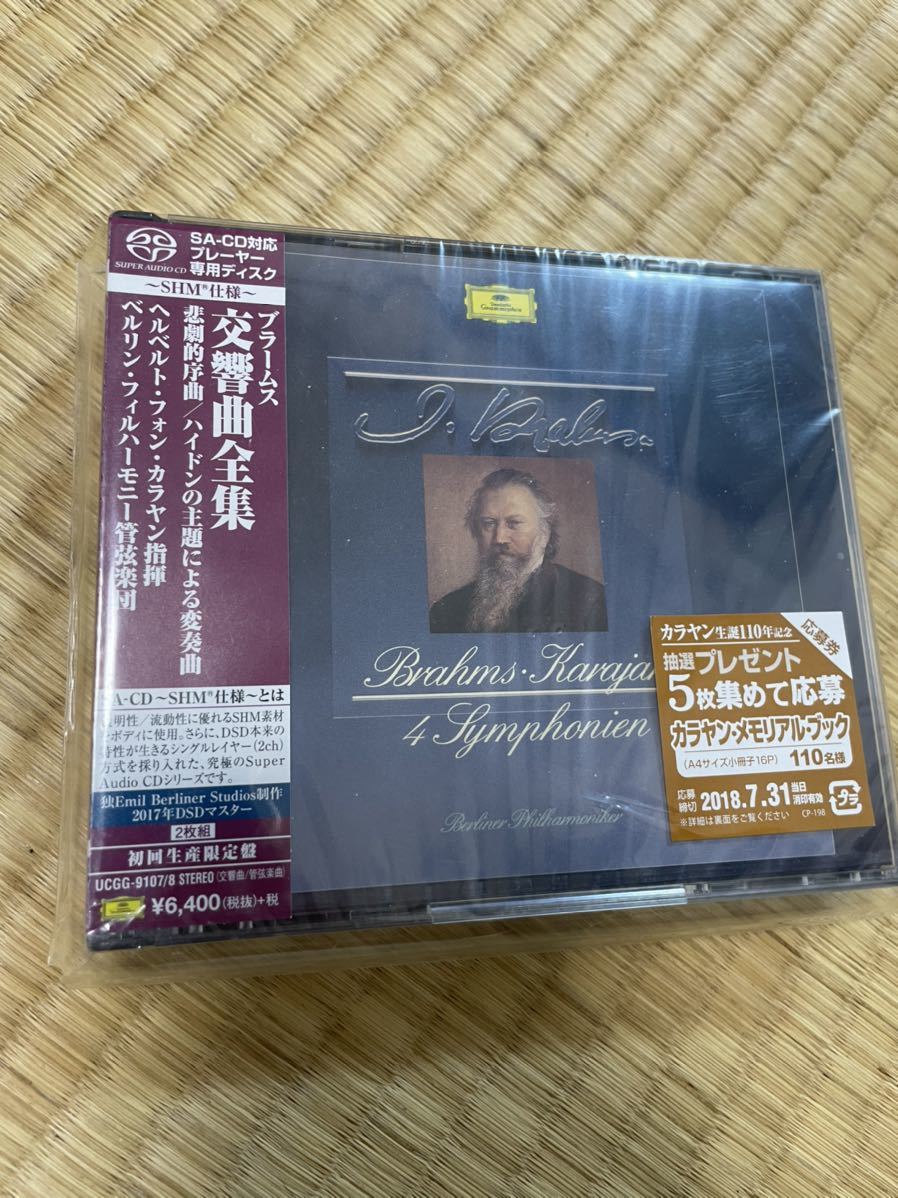 SUPER AUDIO CD
SA-CD対応
プレーヤー
専用ディスク
〜SHM®仕様〜
ブラームス
交響曲全集
悲劇的序曲/ハイドンの主題による変奏曲
ヘルベルト・フォン・カラヤン指揮
ベルリン・フィルハーモニー管弦楽団
SA-CD〜SHM®仕様〜とは
明性/流動性に優れるSHM素材
ボディに使用。さらに、DSD本来の
特性が生きるシングルレイヤー(2ch)
方式を採り入れた、究極のSuper
Audio CDシリーズです。
独Emil Berliner Studios制作
2017年DSDマスター
2枚組
初回生産限定盤
UCGG-9107/8 STEREO (交響曲/管弦楽曲)
¥6,400(税抜)+税
Deutsche
Grammophon
J. Brahms.
Brahms・Karajan
4 Symphonien
Berliner Philharmoniker
カラヤン生誕110年記念
応募券
抽選プレゼント
5枚集めて応募
カラヤン・メモリアル・ブック
(A4サイズ小冊子16P) 110名様
応募締切 2018.7.31 当日消印有効
※詳細は裏面をご覧ください CP-198
プラ